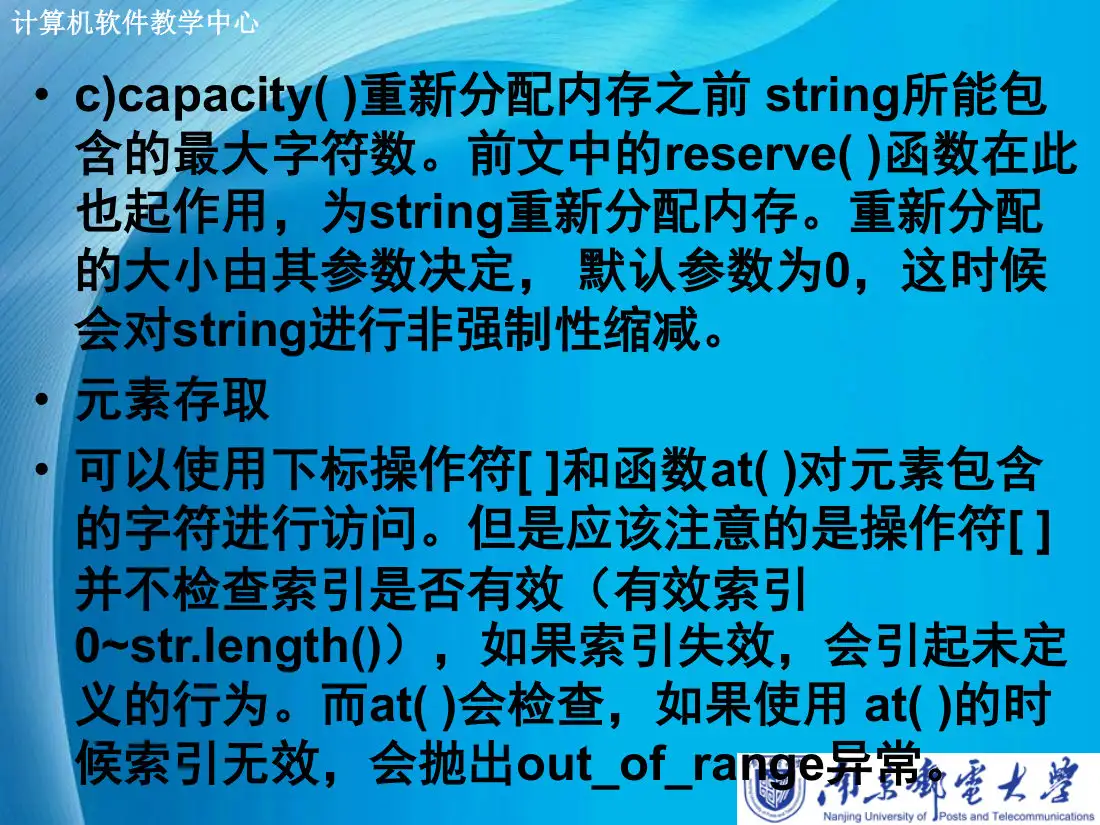 计算机软件教学中心
• c)capacity( )重新分配内存之前 string所能包
含的最大字符数。前文中的reserve( )函数在此
也起作用，为string重新分配内存。重新分配
的大小由其参数决定， 默认参数为0，这时候
会对string进行非强制性缩减。
• 元素存取
• 可以使用下标操作符[ ]和函数at( )对元素包含
的字符进行访问。但是应该注意的是操作符[ ]
并不检查索引是否有效（有效索引
0~str.length()），如果索引失效，会引起未定
义的行为。而at( )会检查，如果使用 at( )的时
候索引无效，会抛出out_of_range异常。
南京郵電大學
Nanjing University of Posts and Telecommunications